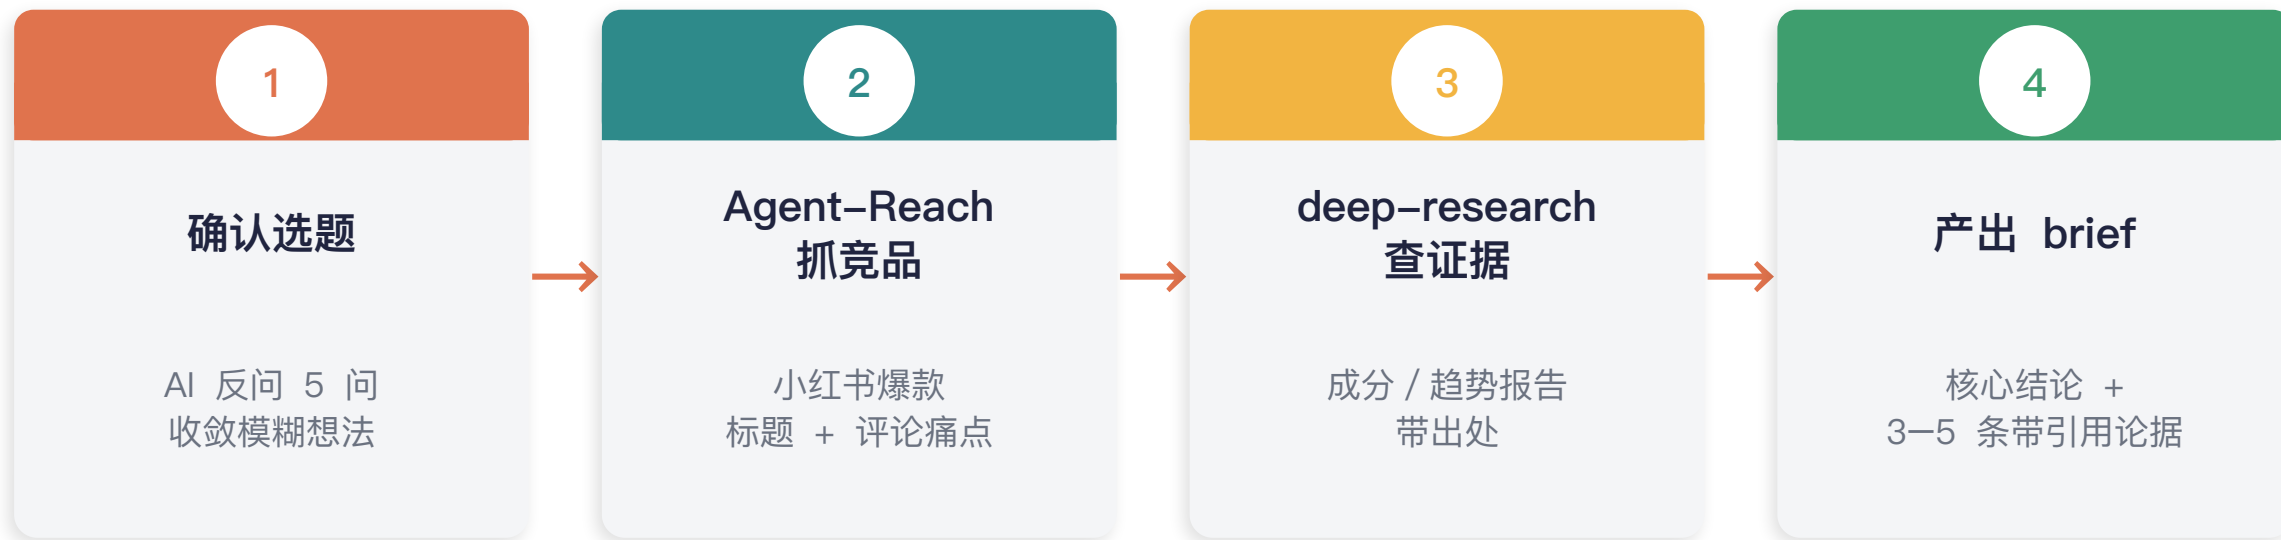 1
确认选题
AI 反问 5 问
收敛模糊想法
2
Agent-Reach
抓竞品
小红书爆款
标题 + 评论痛点
3
deep-research
查证据
成分 / 趋势报告
带出处
4
产出 brief
核心结论 +
3–5 条带引用论据